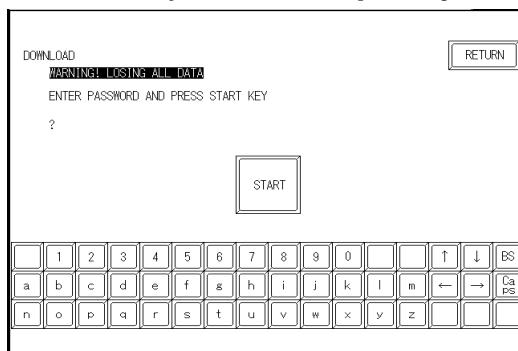 DOWNLOAD
RETURN
WARNING! LOSING ALL DATA
ENTER PASSWORD AND PRESS START KEY
?
START
1 2 3 4 5 6 7 8 9 0 ↑ ↓ BS
a b c d e f g h i j k l m ← → Ca ps
n o p q r s t u v w x y z